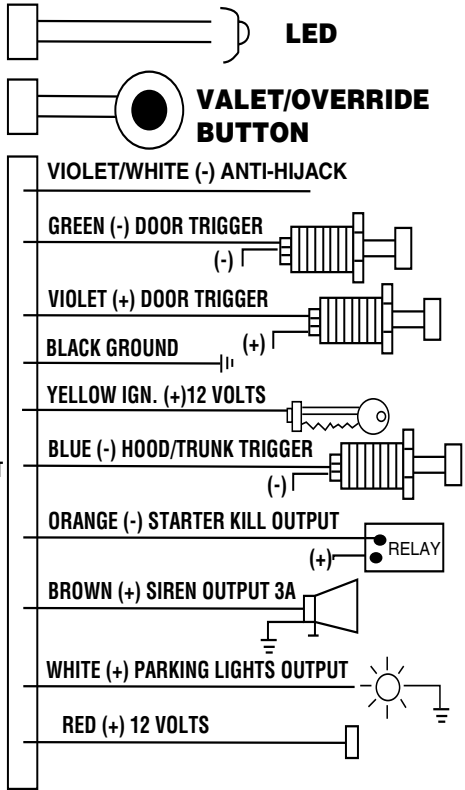 LED
VALET/OVERRIDE
BUTTON
VIOLET/WHITE (-) ANTI-HIJACK
GREEN (-) DOOR TRIGGER
(-)
VIOLET (+) DOOR TRIGGER
(+)
BLACK GROUND
YELLOW IGN. (+)12 VOLTS
BLUE (-) HOOD/TRUNK TRIGGER
T
(-)
ORANGE (-) STARTER KILL OUTPUT
RELAY
(+)
BROWN (+) SIREN OUTPUT 3A
WHITE (+) PARKING LIGHTS OUTPUT
RED (+) 12 VOLTS